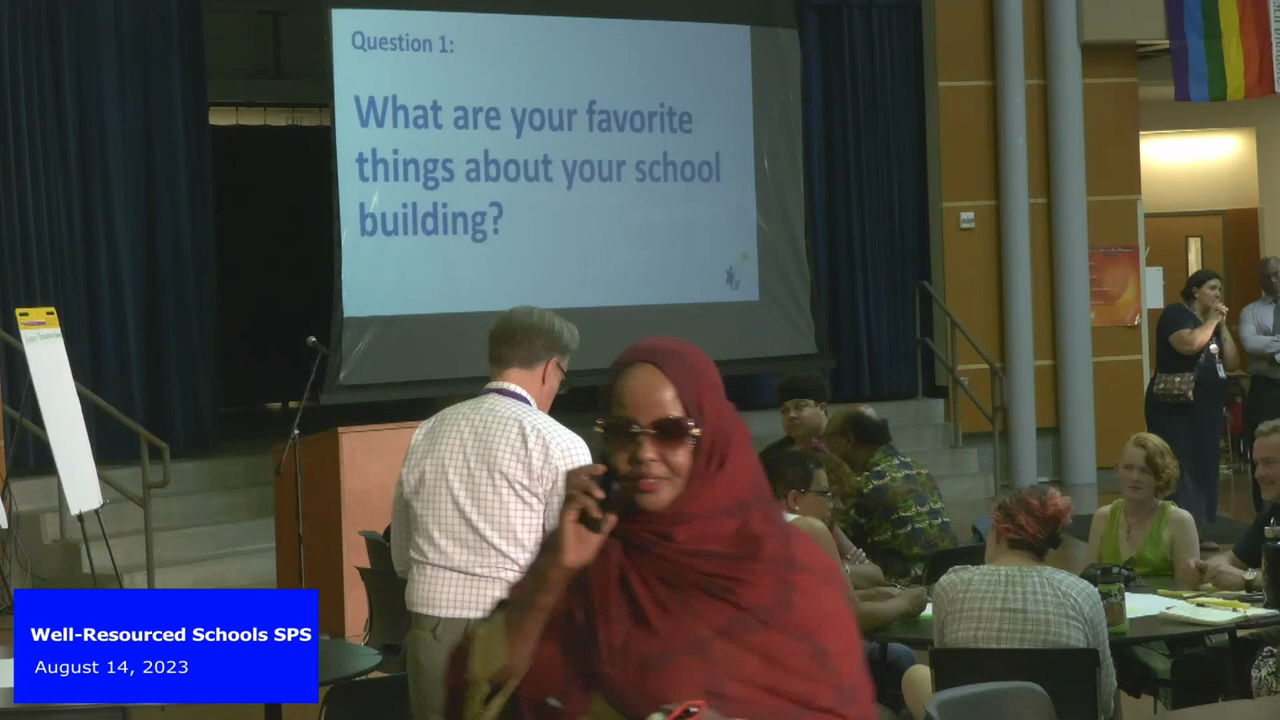 Question 1:
What are your favorite
things about your school
building?
Well-Resourced Schools SPS
August 14, 2023